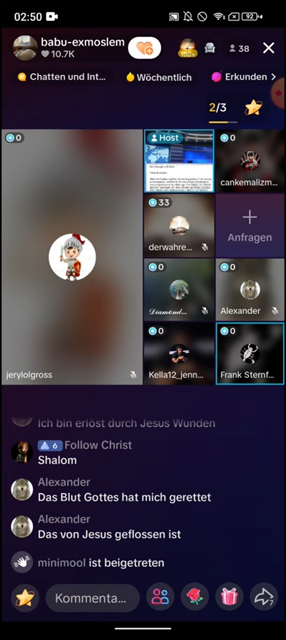 02:50
92
babu-exmoslem
10.7K
38
Chatten und Int...
Wöchentlich
Erkunden
2/3
0
Host
0
cankemalizm...
33
derwahre...
Anfragen
0
Diamond...
0
Alexander
0
Kella12_jenn...
0
Frank Sternf...
jerylolgross
Ich bin erlöst durch Jesus Wunden
6 Follow Christ
Shalom
Alexander
Das Blut Gottes hat mich gerettet
Alexander
Das von Jesus geflossen ist
minimool ist beigetreten
Kommenta...
7